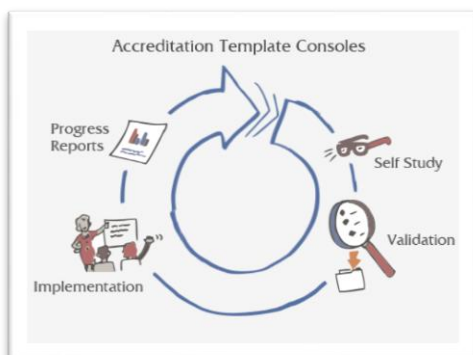 Accreditation Template Consoles
Progress
Reports
Self Study
Validation
Implementation